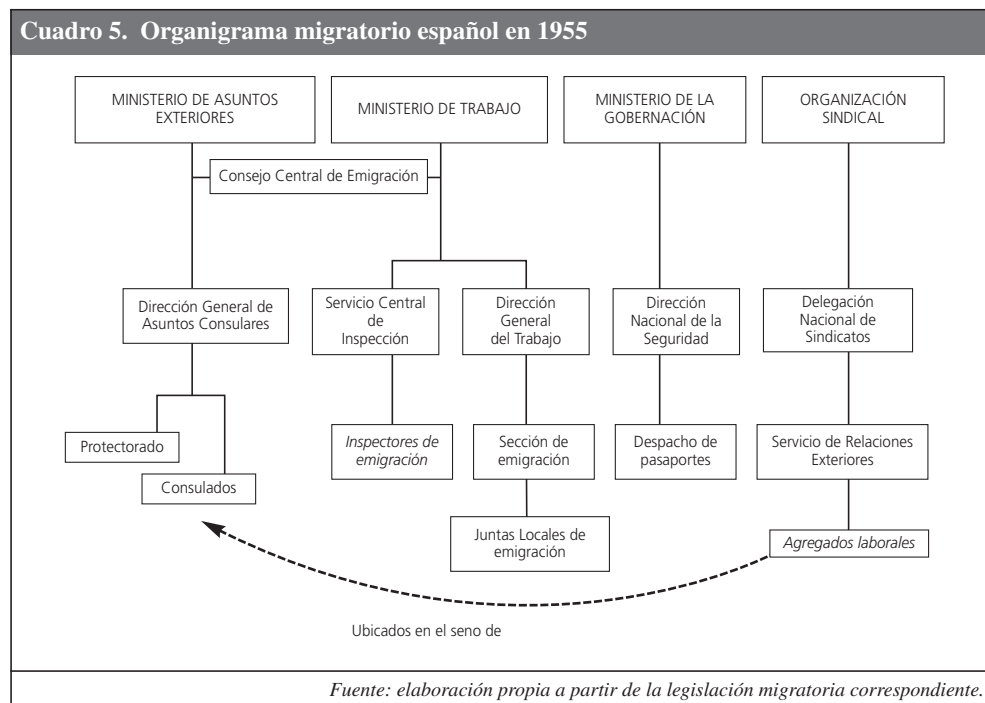 Cuadro 5. Organigrama migratorio español en 1955
MINISTERIO DE ASUNTOS
EXTERIORES
MINISTERIO DE TRABAJO
MINISTERIO DE LA
GOBERNACIÓN
ORGANIZACIÓN
SINDICAL
Consejo Central de Emigración
Dirección General de
Asuntos Consulares
Servicio Central
de
Inspección
Dirección
General
del Trabajo
Dirección
Nacional de la
Seguridad
Delegación
Nacional de
Sindicatos
Protectorado
Consulados
Inspectores de
emigración
Sección de
emigración
Despacho de
pasaportes
Servicio de Relaciones
Exteriores
Juntas Locales de
emigración
Agregados laborales
Ubicados en el seno de
Fuente: elaboración propia a partir de la legislación migratoria correspondiente.